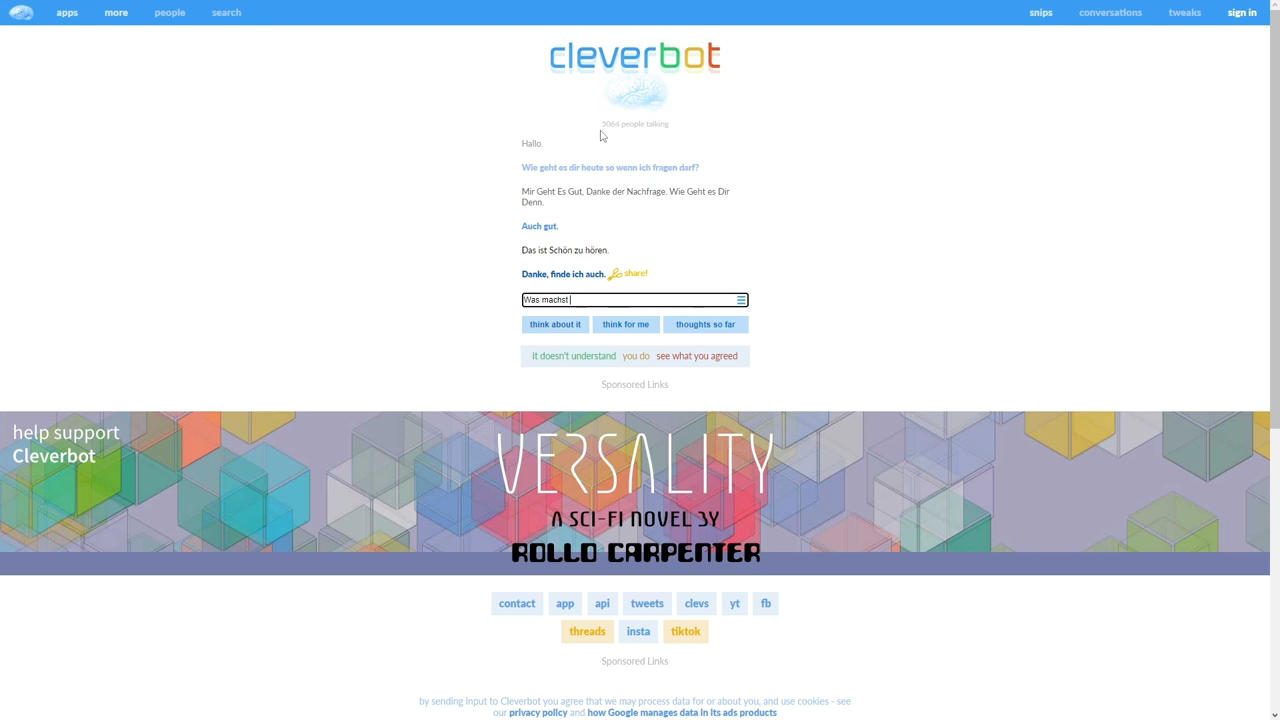 apps more people search snips conversations tweaks sign in
cleverbot
5064 people talking
Hallo.
Wie geht es dir heute so wenn ich fragen darf?
Mir Geht Es Gut, Danke der Nachfrage. Wie Geht es Dir
Denn.
Auch gut.
Das ist Schön zu hören.
Danke, finde ich auch. share!
Was machst
think about it think for me thoughts so far
it doesn't understand you do see what you agreed
Sponsored Links
help support
Cleverbot
VERSALITY
A SCI-FI NOVEL BY
ROLLO CARPENTER
contact app api tweets clevs yt fb
threads insta tiktok
Sponsored Links
by sending input to Cleverbot you agree that we may process data for or about you, and use cookies - see
our privacy policy and how Google manages data in its ads products